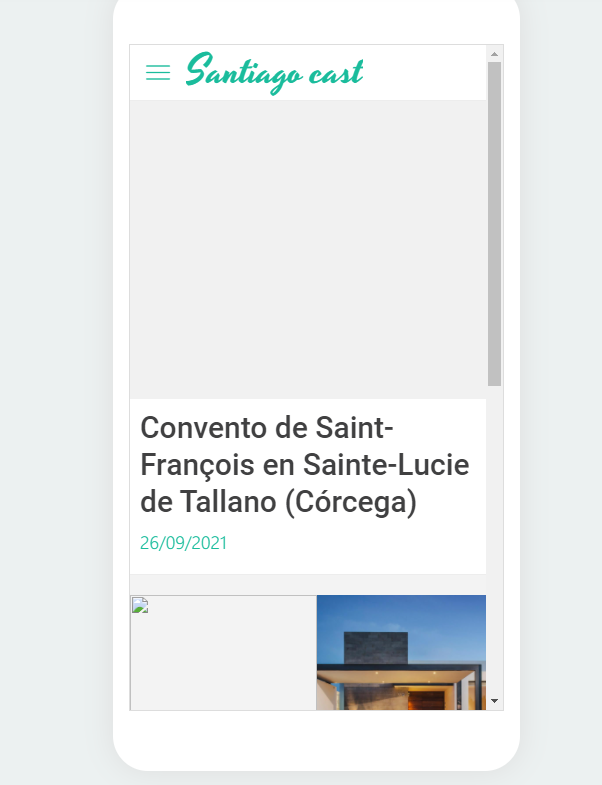 Santiago cast
Convento de Saint-
François en Sainte-Lucie
de Tallano (Córcega)
26/09/2021